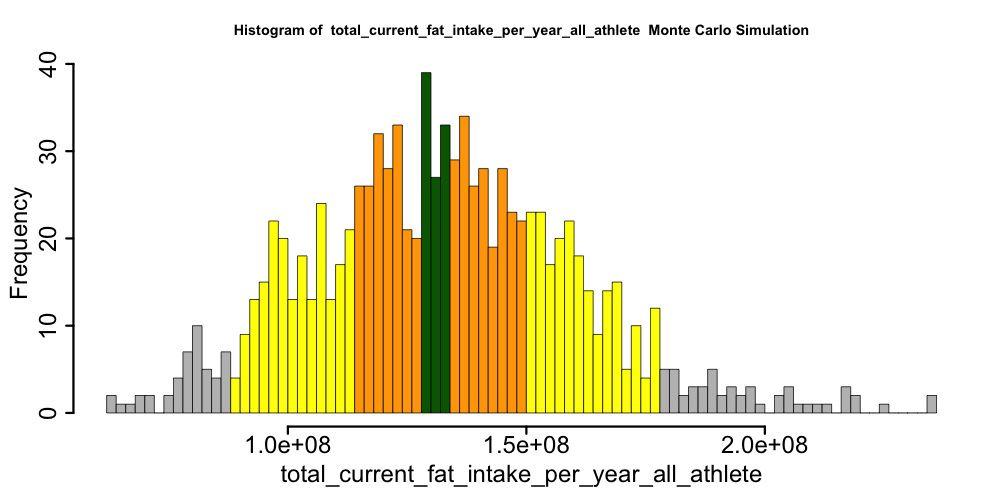 Histogram of total_current_fat_intake_per_year_all_athlete Monte Carlo Simulation
Frequency
40
30
20
10
0
1.0e+08 1.5e+08 2.0e+08
total_current_fat_intake_per_year_all_athlete